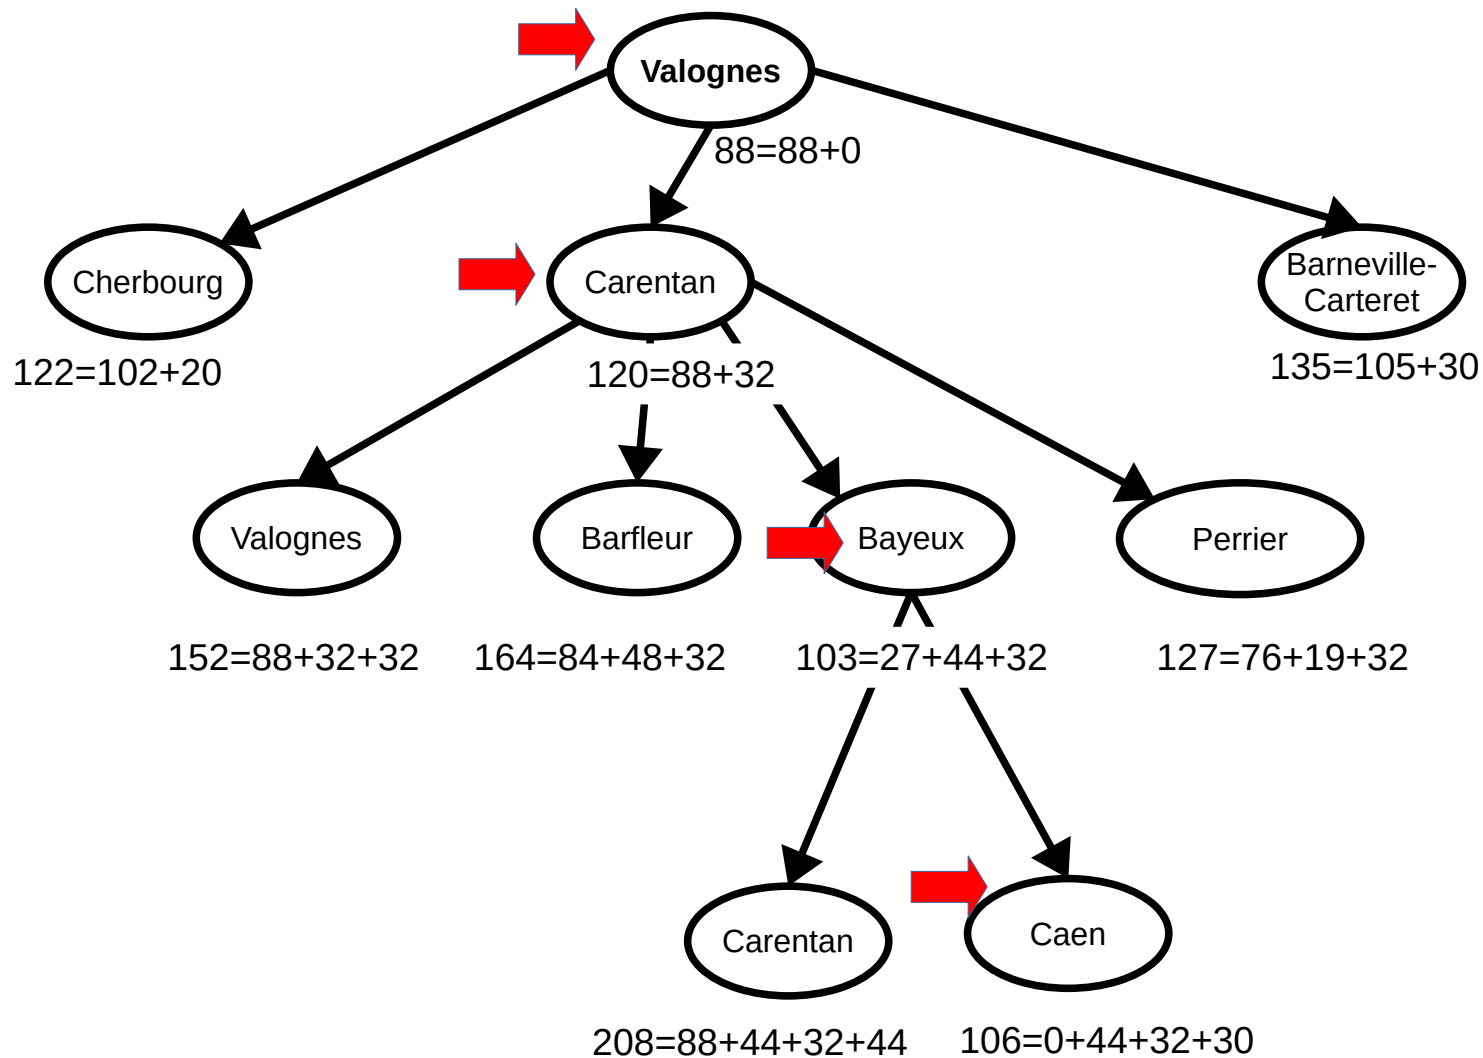 Valognes
88=88+0
Cherbourg
Carentan
Barneville-
Carteret
122=102+20
120=88+32
135=105+30
Valognes
Barfleur
Bayeux
Perrier
152=88+32+32
164=84+48+32
103=27+44+32
127=76+19+32
Carentan
Caen
208=88+44+32+44
106=0+44+32+30